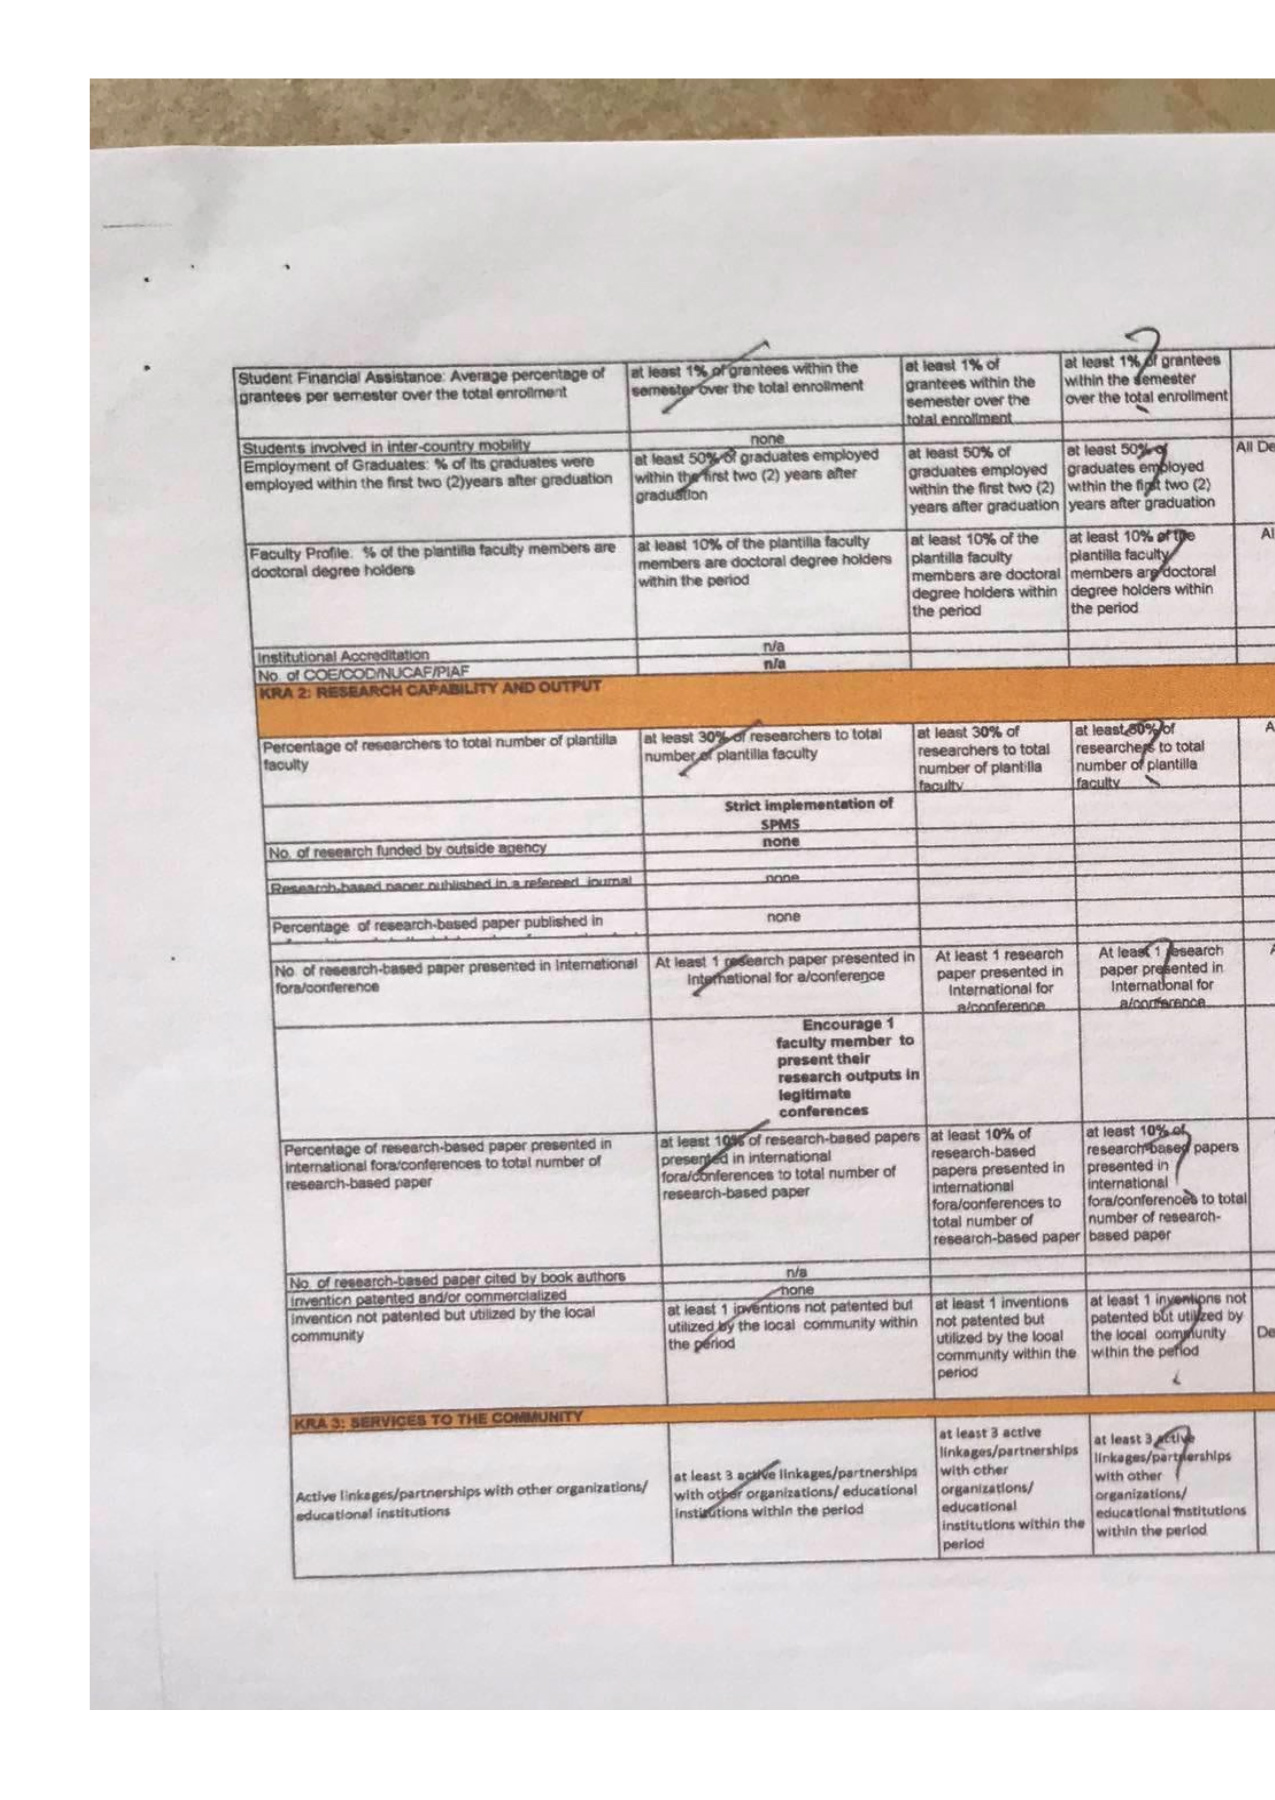 Student Financial Assistance: Average percentage of
grantees per semester over the total enrollment
at least 1% of grantees within the
semester over the total enrollment
at least 1% of
grantees within the
semester over the
total enrollment
at least 1% of grantees
within the semester
over the total enrollment
Students involved in inter-country mobility
none
Employment of Graduates: % of its graduates were
employed within the first two (2)years after graduation
at least 50% of graduates employed
within the first two (2) years after
graduation
at least 50% of
graduates employed
within the first two (2)
years after graduation
at least 50% of
graduates employed
within the first two (2)
years after graduation
All De
Faculty Profile: % of the plantilla faculty members are
doctoral degree holders
at least 10% of the plantilla faculty
members are doctoral degree holders
within the period
at least 10% of the
plantilla faculty
members are doctoral
degree holders within
the period
at least 10% of the
plantilla faculty
members are doctoral
degree holders within
the period
Al
Institutional Accreditation
n/a
No. of COE/COD/NUCAF/PIAF
n/a
KRA 2: RESEARCH CAPABILITY AND OUTPUT
Percentage of researchers to total number of plantilla
faculty
at least 30% of researchers to total
number of plantilla faculty
at least 30% of
researchers to total
number of plantilla
faculty
at least 30% of
researchers to total
number of plantilla
faculty
A
Strict implementation of
SPMS
No. of research funded by outside agency
none
Research-based paper published in a refereed journal
none
Percentage of research-based paper published in
none
No. of research-based paper presented in International
fora/conference
At least 1 research paper presented in
International for a/conference
At least 1 research
paper presented in
International for
a/conference
At least 1 research
paper presented in
International for
a/conference
Encourage 1
faculty member to
present their
research outputs in
legitimate
conferences
Percentage of research-based paper presented in
international fora/conferences to total number of
research-based paper
at least 10% of research-based papers
presented in international
fora/conferences to total number of
research-based paper
at least 10% of
research-based
papers presented in
international
fora/conferences to
total number of
research-based paper
at least 10% of
research-based papers
presented in
international
fora/conferences to total
number of research-
based paper
No. of research-based paper cited by book authors
n/a
Invention patented and/or commercialized
none
Invention not patented but utilized by the local
community
at least 1 inventions not patented but
utilized by the local community within
the period
at least 1 inventions
not patented but
utilized by the local
community within the
period
at least 1 inventions not
patented but utilized by
the local community
within the period
De
KRA 3: SERVICES TO THE COMMUNITY
Active linkages/partnerships with other organizations/
educational institutions
at least 3 active linkages/partnerships
with other organizations/ educational
institutions within the period
at least 3 active
linkages/partnerships
with other
organizations/
educational
institutions within the
period
at least 3 active
linkages/partnerships
with other
organizations/
educational institutions
within the period